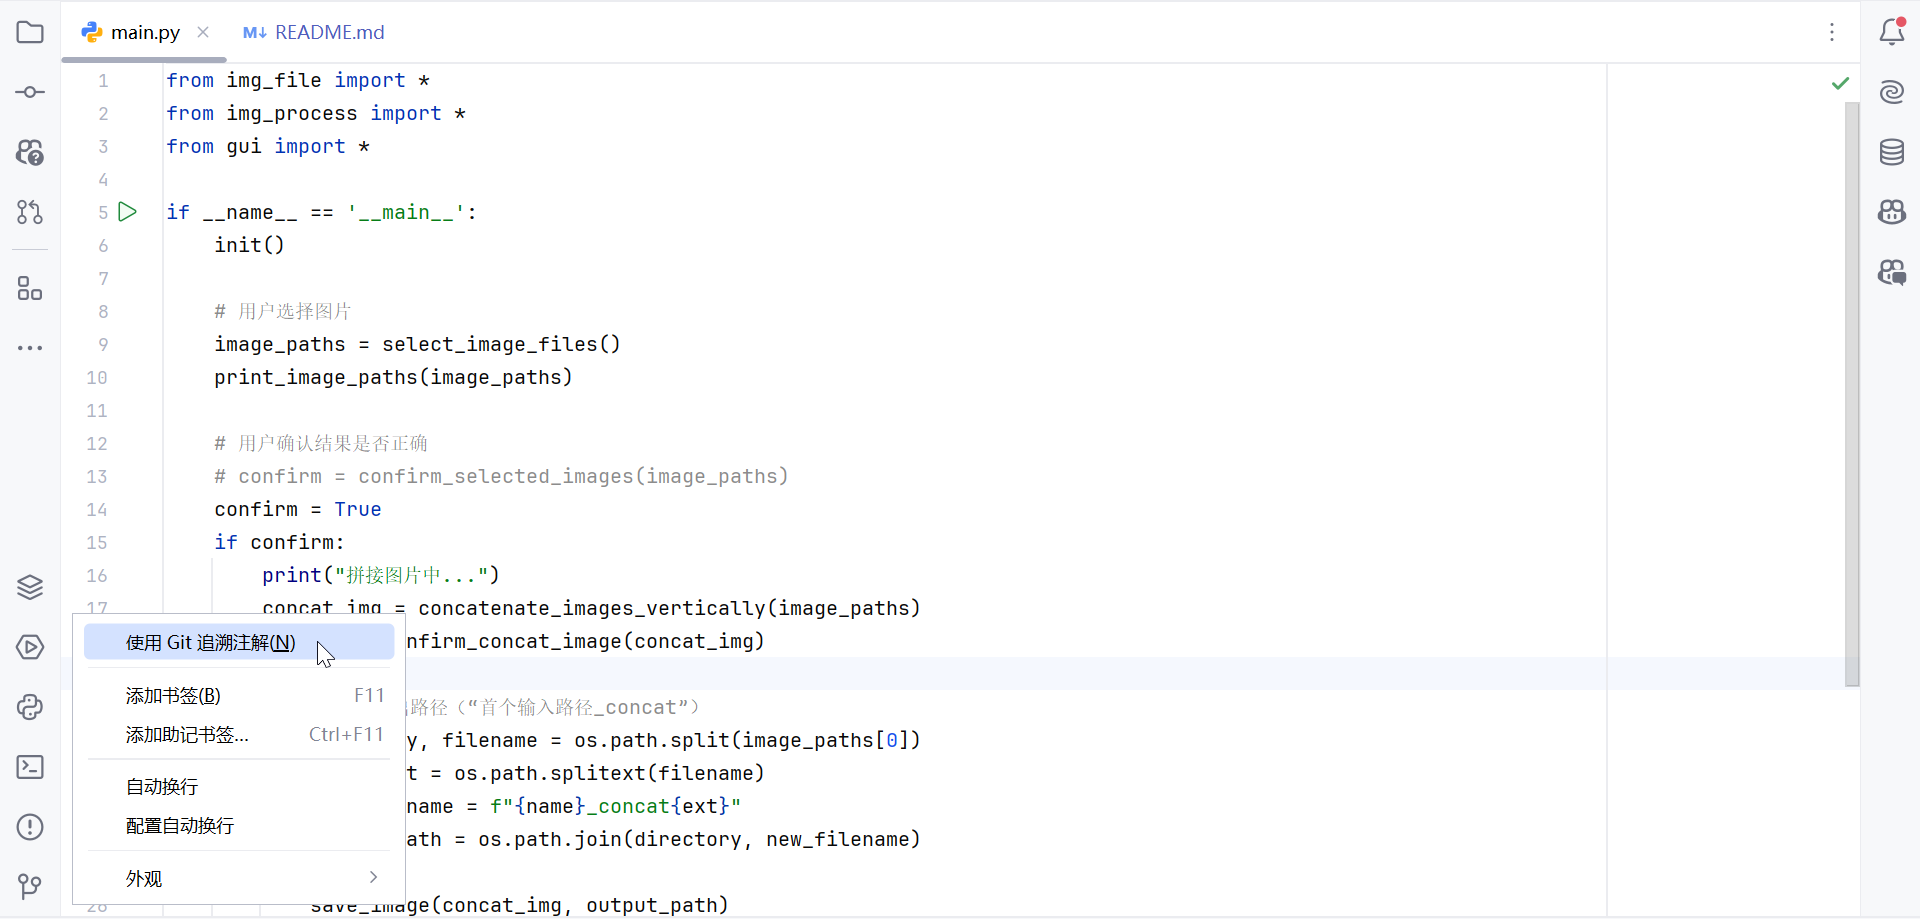 main.py
M↓ README.md
1 from img_file import *
2 from img_process import *
3 from gui import *
4
5 if __name__ == '__main__':
6 init()
7
8 # 用户选择图片
9 image_paths = select_image_files()
10 print_image_paths(image_paths)
11
12 # 用户确认结果是否正确
13 # confirm = confirm_selected_images(image_paths)
14 confirm = True
15 if confirm:
16 print("拼接图片中...")
17 concat_img = concatenate_images_vertically(image_paths)
nfirm_concat_image(concat_img)
路径（“首个输入路径_concat”）
y, filename = os.path.split(image_paths[0])
t = os.path.splitext(filename)
name = f"{name}_concat{ext}"
ath = os.path.join(directory, new_filename)
save_image(concat_img, output_path)
使用 Git 追溯注解(N)
添加书签(B) F11
添加助记书签... Ctrl+F11
自动换行
配置自动换行
外观